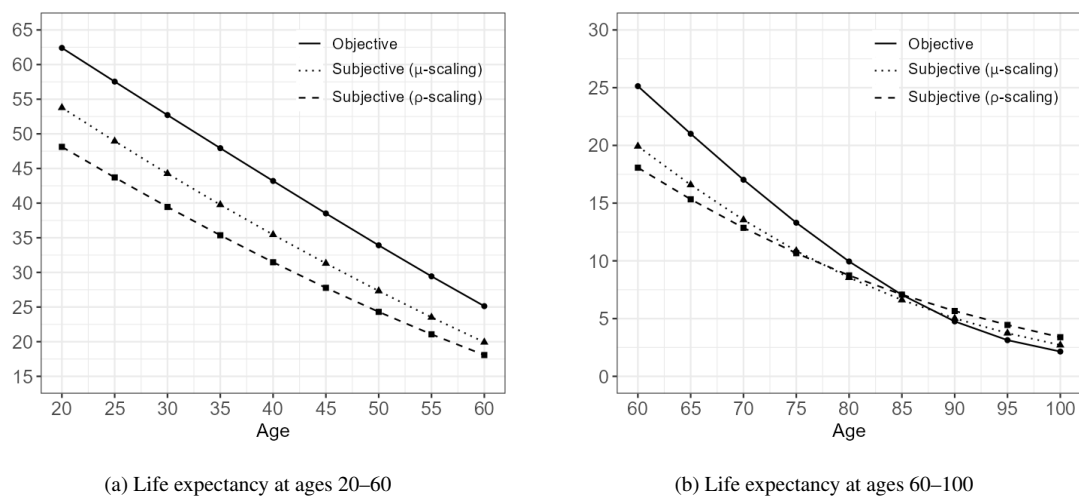 65
60
55
50
45
40
35
30
25
20
15
Objective
Subjective (μ-scaling)
Subjective (ρ-scaling)
20 25 30 35 40 45 50 55 60
Age
(a) Life expectancy at ages 20–60
30
25
20
15
10
5
0
Objective
Subjective (μ-scaling)
Subjective (ρ-scaling)
60 65 70 75 80 85 90 95 100
Age
(b) Life expectancy at ages 60–100